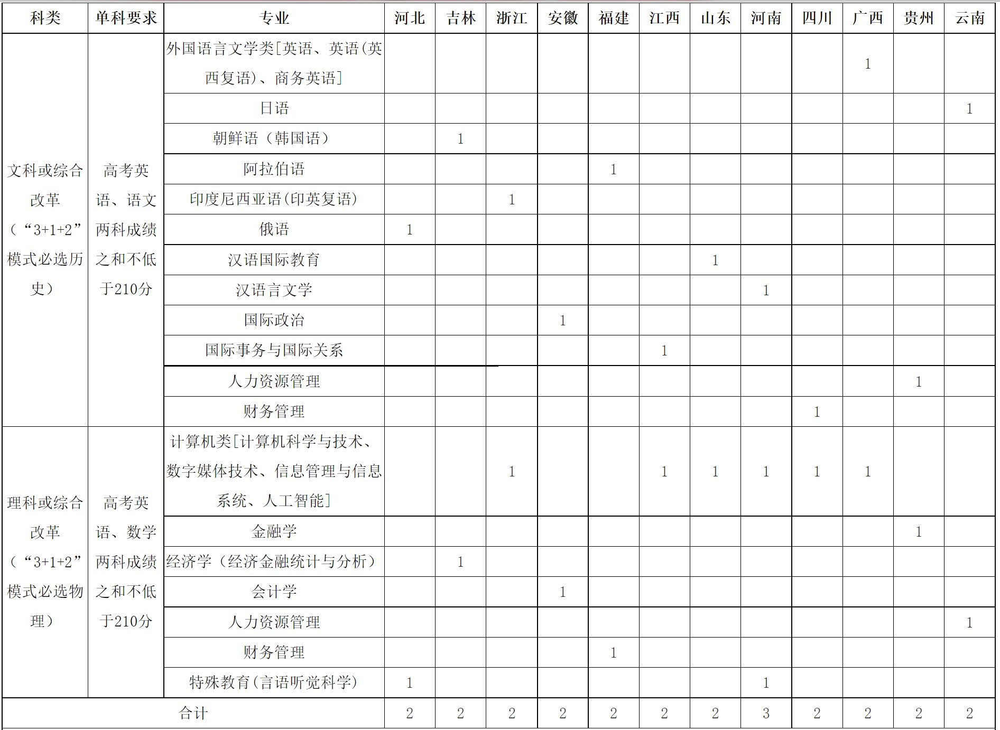 科类 单科要求 专业 河北 吉林 浙江 安徽 福建 江西 山东 河南 四川 广西 贵州 云南
文科或综合
改革
（“3+1+2”
模式必选历
史）
高考英
语、语文
两科成绩
之和不低
于210分
外国语言文学类[英语、英语(英
西复语)、商务英语] 1
日语 1
朝鲜语（韩国语） 1
阿拉伯语 1
印度尼西亚语(印英复语) 1
俄语 1
汉语国际教育 1
汉语言文学 1
国际政治 1
国际事务与国际关系 1
人力资源管理 1
财务管理 1
理科或综合
改革
（“3+1+2”
模式必选物
理）
高考英
语、数学
两科成绩
之和不低
于210分
计算机类[计算机科学与技术、
数字媒体技术、信息管理与信息 1 1 1 1 1 1
系统、人工智能]
金融学 1
经济学（经济金融统计与分析） 1
会计学 1
人力资源管理 1
财务管理 1
特殊教育(言语听觉科学) 1 1
合计 2 2 2 2 2 2 2 3 2 2 2 2